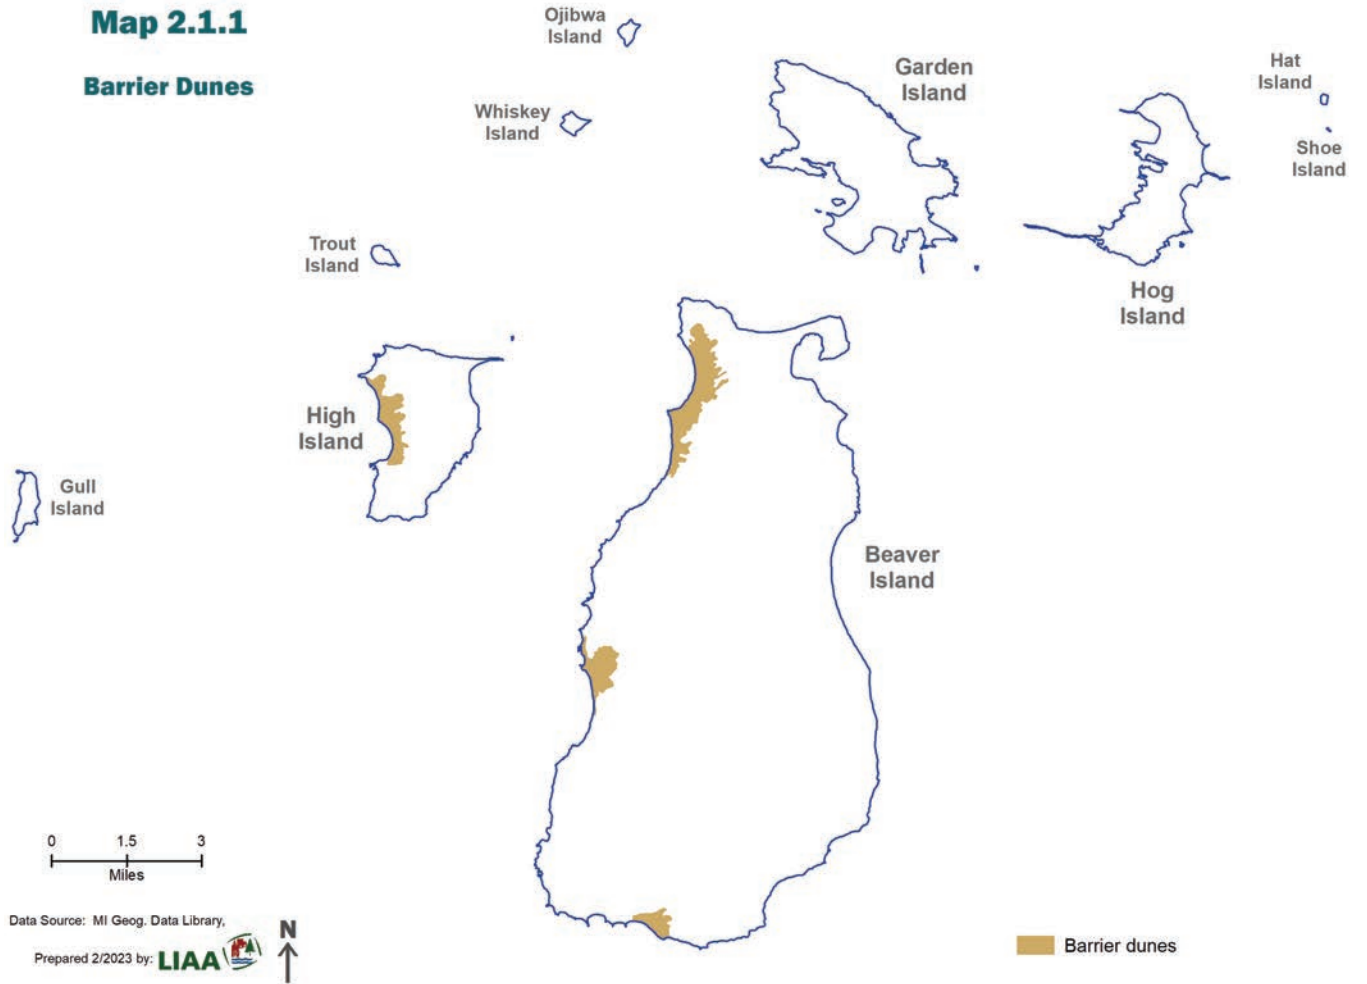 Map 2.1.1
Barrier Dunes
Ojibwa
Island
Whiskey
Island
Garden
Island
Hat
Island
Shoe
Island
Trout
Island
Hog
Island
High
Island
Gull
Island
Beaver
Island
0 1.5 3
Miles
Data Source: MI Geog. Data Library,
Prepared 2/2023 by: LIAA
N
Barrier dunes